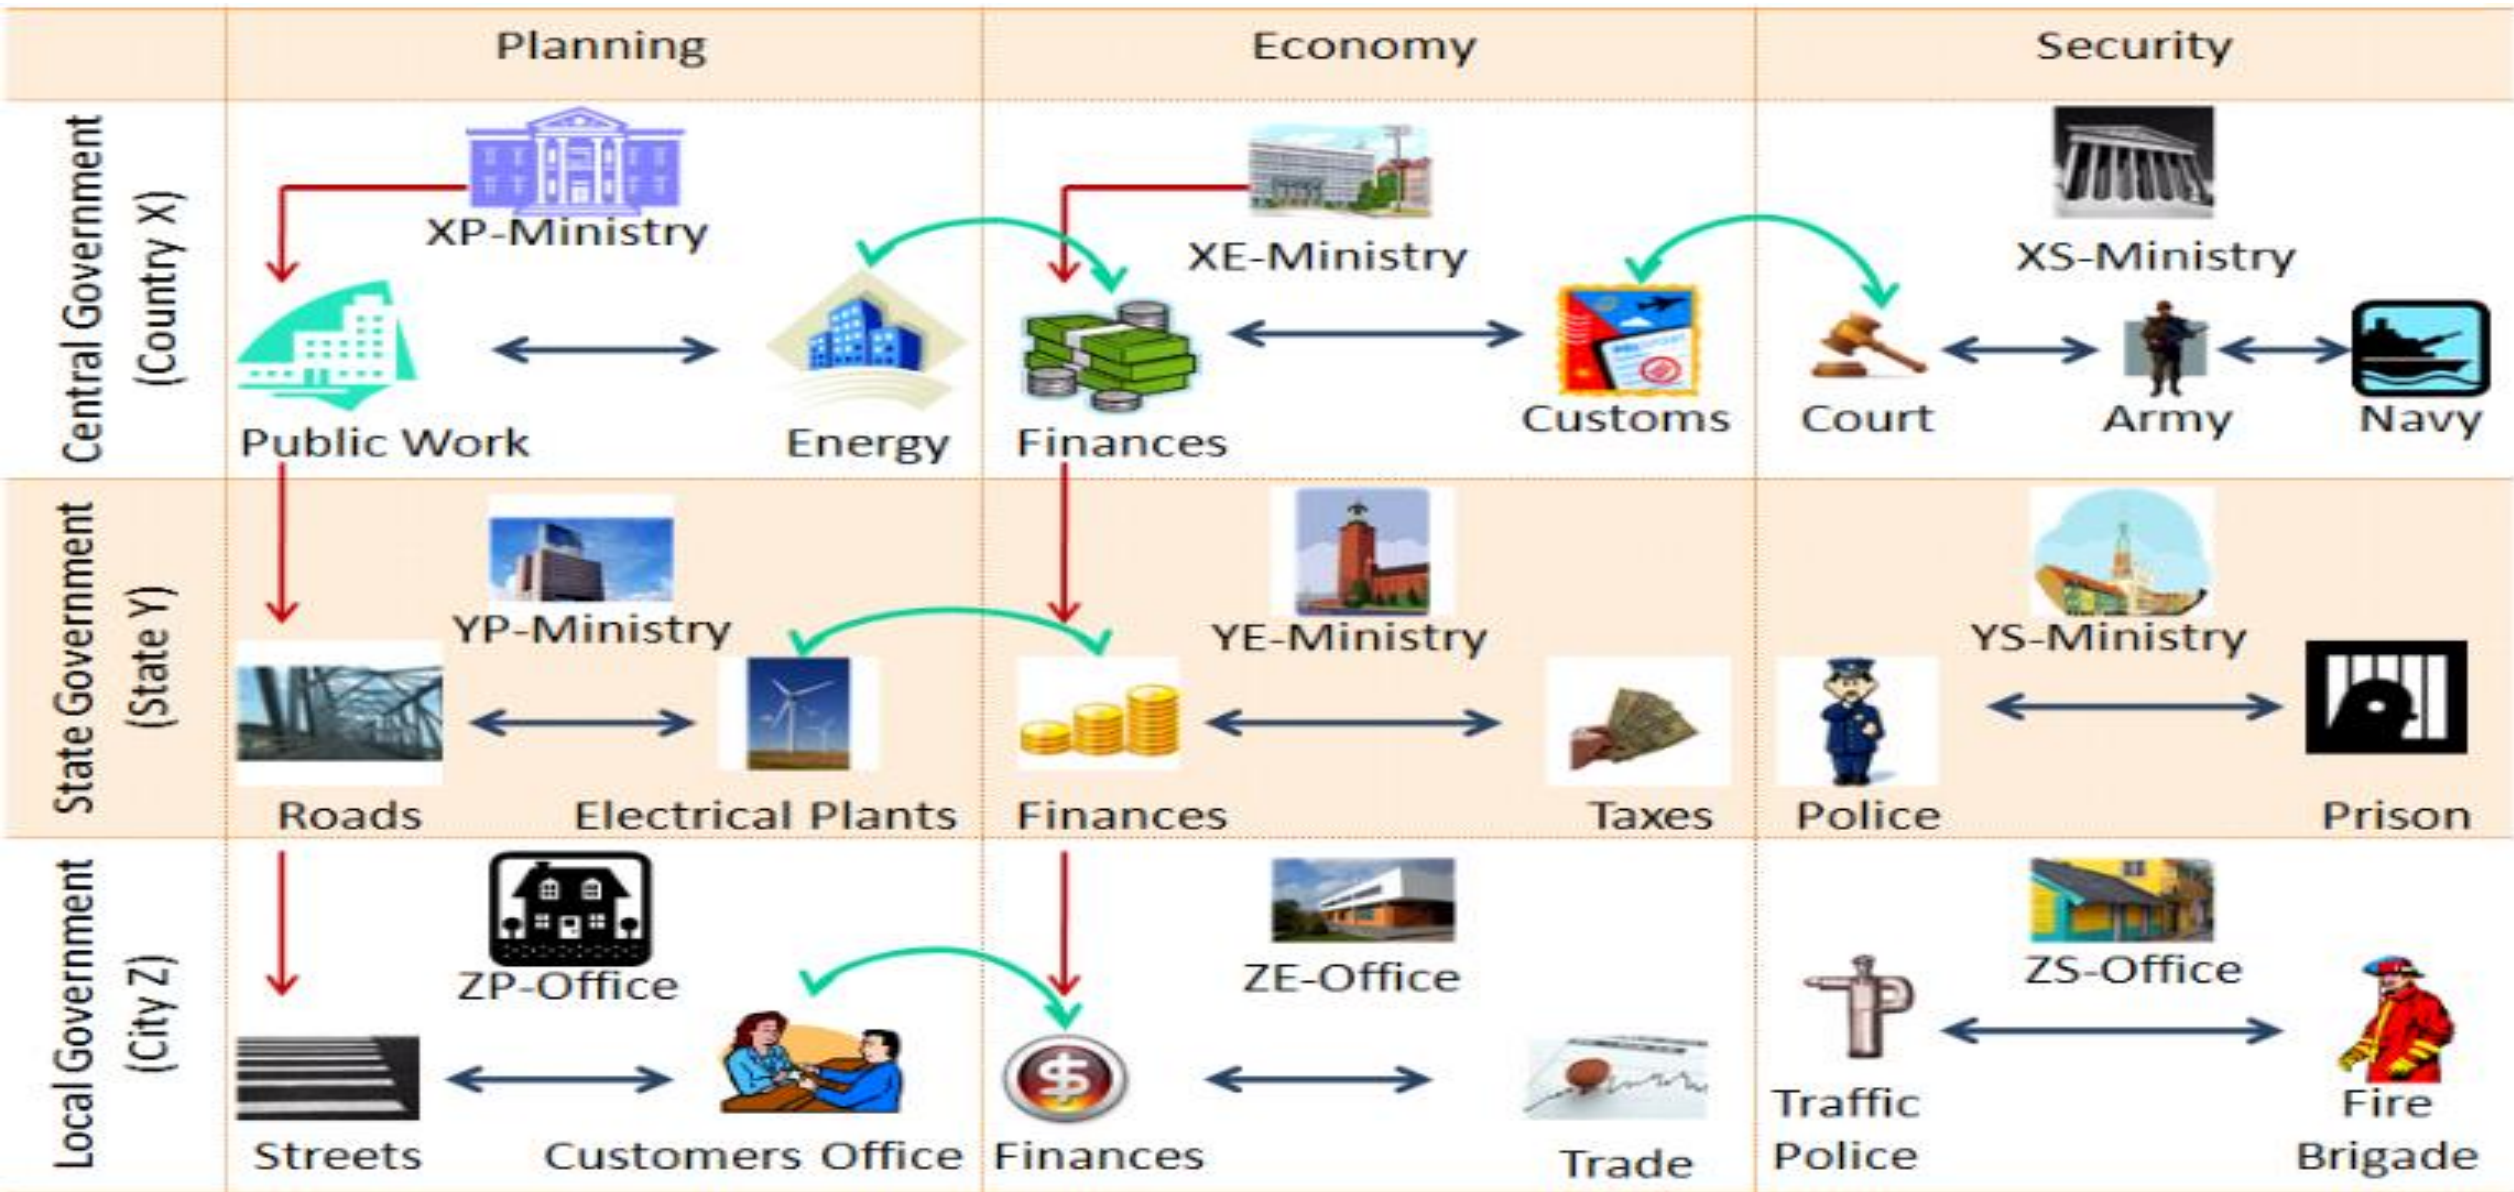 Planning
Economy
Security
Central Government
(Country X)
XP-Ministry
XE-Ministry
XS-Ministry
Public Work
Energy
Finances
Customs
Court
Army
Navy
State Government
(State Y)
YP-Ministry
YE-Ministry
YS-Ministry
Roads
Electrical Plants
Finances
Taxes
Police
Prison
Local Government
(City Z)
ZP-Office
ZE-Office
ZS-Office
Streets
Customers Office
Finances
Trade
Traffic
Police
Fire
Brigade